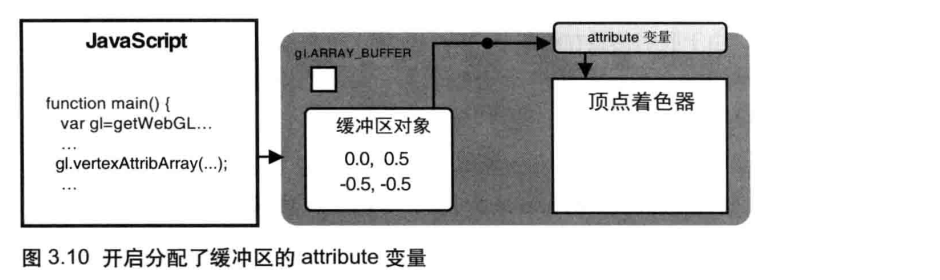 JavaScript
function main() {
var gl=getWebGL…
…
gl.vertexAttribArray(...);
…
gl.ARRAY_BUFFER
缓冲区对象
0.0, 0.5
-0.5, -0.5
attribute 变量
顶点着色器
图 3.10 开启分配了缓冲区的 attribute 变量